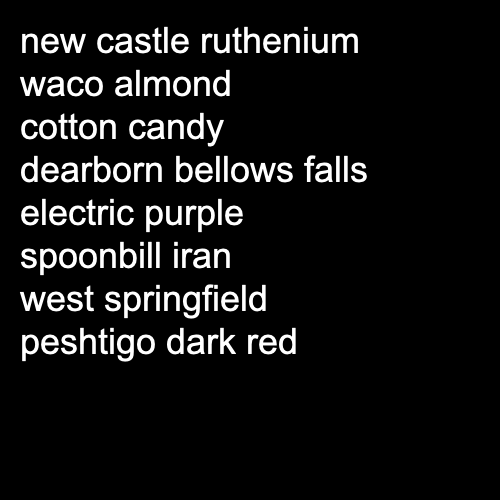 new castle ruthenium
waco almond
cotton candy
dearborn bellows falls
electric purple
spoonbill iran
west springfield
peshtigo dark red